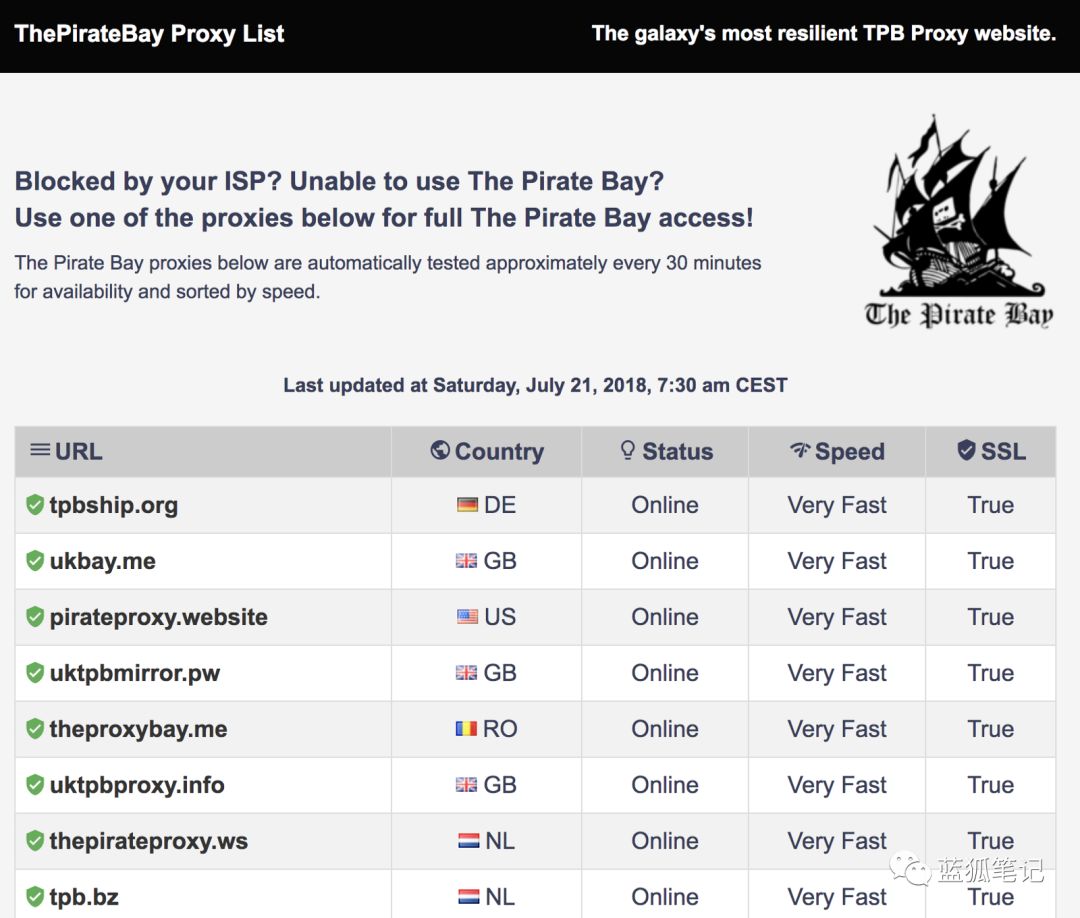 ThePirateBay Proxy List
The galaxy's most resilient TPB Proxy website.
Blocked by your ISP? Unable to use The Pirate Bay?
Use one of the proxies below for full The Pirate Bay access!
The Pirate Bay proxies below are automatically tested approximately every 30 minutes
for availability and sorted by speed.
The Pirate Bay
Last updated at Saturday, July 21, 2018, 7:30 am CEST
URL Country Status Speed SSL
tpbship.org DE Online Very Fast True
ukbay.me GB Online Very Fast True
pirateproxy.website US Online Very Fast True
uktpbmirror.pw GB Online Very Fast True
theproxybay.me RO Online Very Fast True
uktpbproxy.info GB Online Very Fast True
thepirateproxy.ws NL Online Very Fast True
蓝狐笔记
tpb.bz NL Online Very Fast True